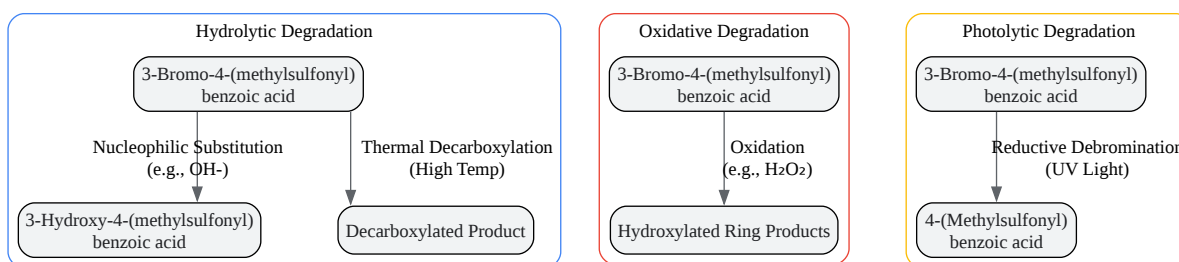 Hydrolytic Degradation
3-Bromo-4-(methylsulfonyl)
benzoic acid
Nucleophilic Substitution
(e.g., OH-)
Thermal Decarboxylation
(High Temp)
3-Hydroxy-4-(methylsulfonyl)
benzoic acid
Decarboxylated Product
Oxidative Degradation
3-Bromo-4-(methylsulfonyl)
benzoic acid
Oxidation
(e.g., H₂O₂)
Hydroxylated Ring Products
Photolytic Degradation
3-Bromo-4-(methylsulfonyl)
benzoic acid
Reductive Debromination
(UV Light)
4-(Methylsulfonyl)
benzoic acid